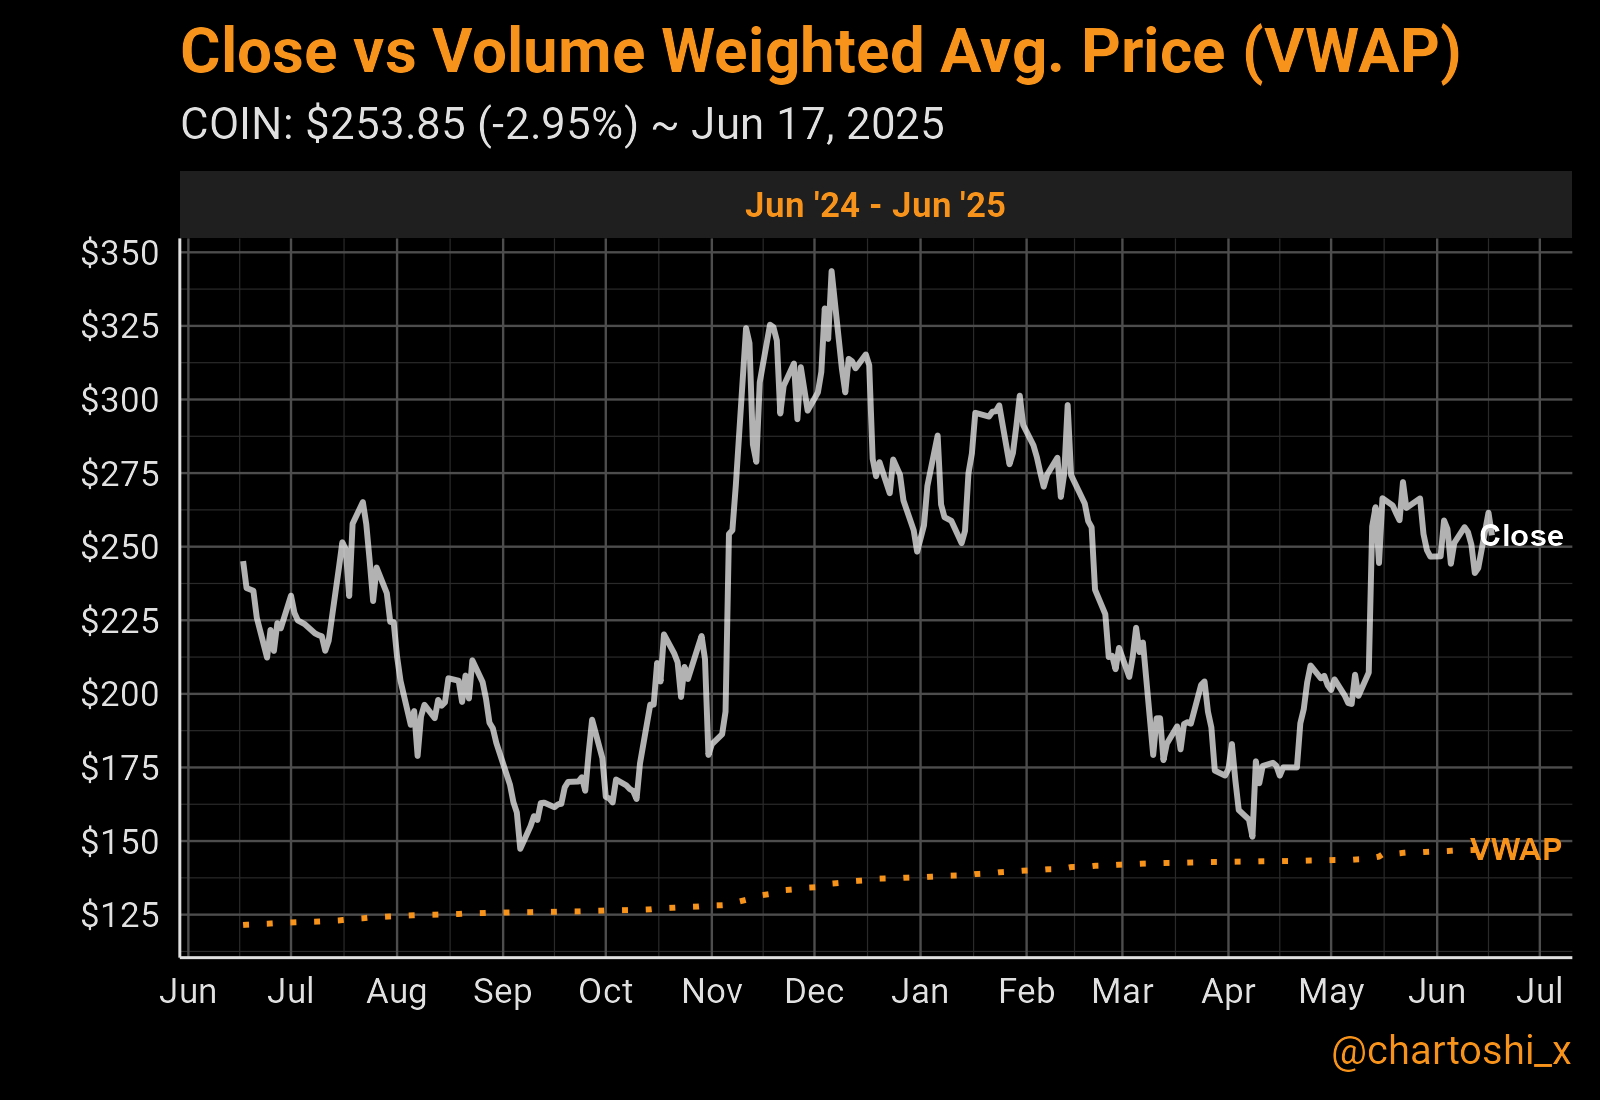 Close vs Volume Weighted Avg. Price (VWAP)
COIN: $253.85 (-2.95%) ~ Jun 17, 2025
Jun '24 - Jun '25
$350
$325
$300
$275
$250
$225
$200
$175
$150
$125
Close
VWAP
Jun Jul Aug Sep Oct Nov Dec Jan Feb Mar Apr May Jun Jul
@chartoshi_x